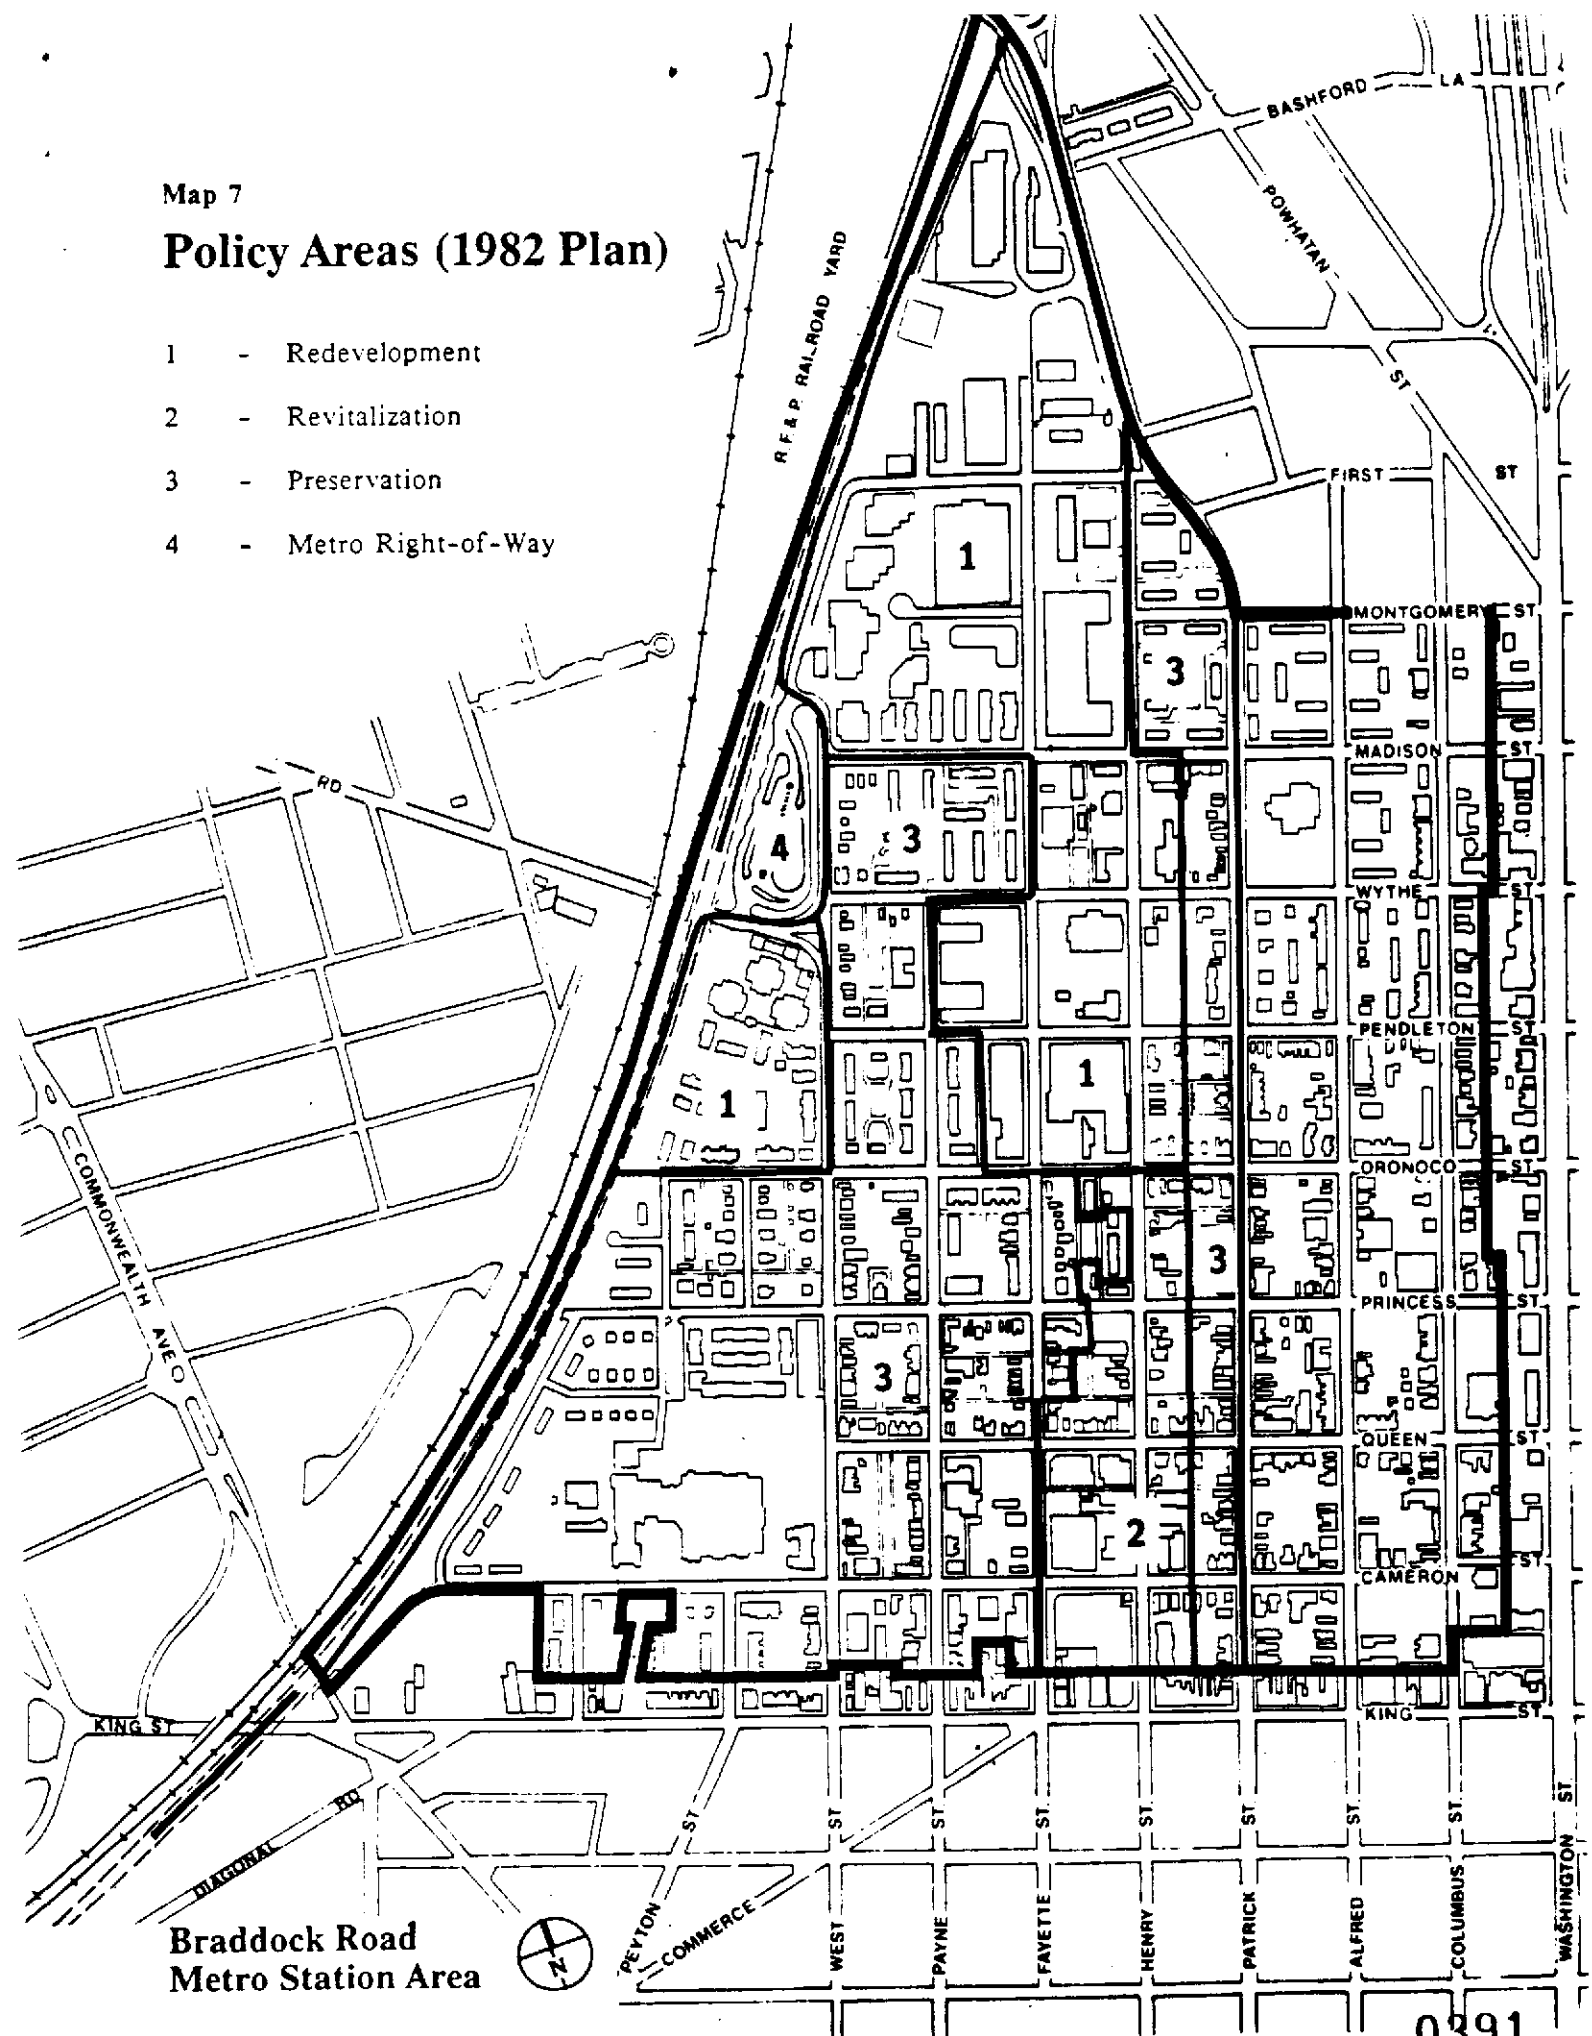 Map 7
Policy Areas (1982 Plan)
1 - Redevelopment
2 - Revitalization
3 - Preservation
4 - Metro Right-of-Way
BASHFORD LA
POWHATAN
ST
R.F.& P. RAILROAD YARD
FIRST ST
1
MONTGOMERY ST
3
MADISON ST
RD
4
3
WYTHE ST
PENDLETON ST
1
1
ORONOCO ST
COMMONWEALTH AVE
3
PRINCESS ST
3
QUEEN ST
2
CAMERON ST
KING ST
KING ST
DIAGONAL RD
PEYTON ST
COMMERCE
WEST ST
PAYNE ST
FAYETTE ST
HENRY ST
PATRICK ST
ALFRED ST
COLUMBUS ST
WASHINGTON ST
Braddock Road
Metro Station Area
N
0391